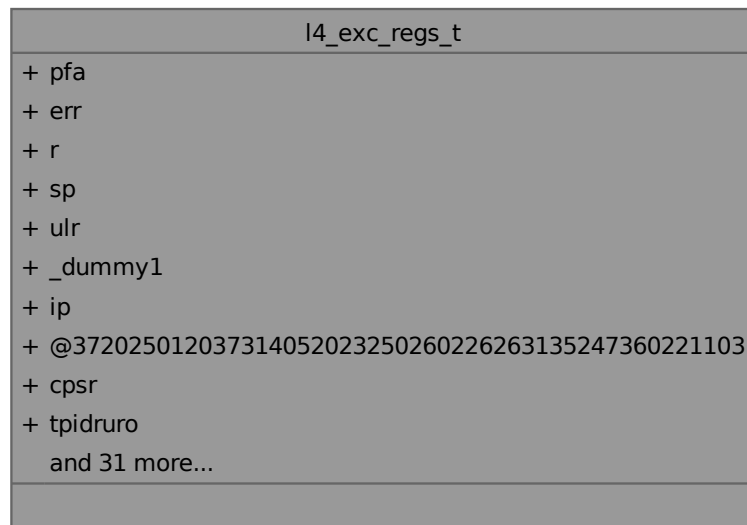 l4_exc_regs_t
+ pfa
+ err
+ r
+ sp
+ ulr
+ _dummy1
+ ip
+ @372025012037314052023250260226263135247360221103
+ cpsr
+ tpidruro
and 31 more...